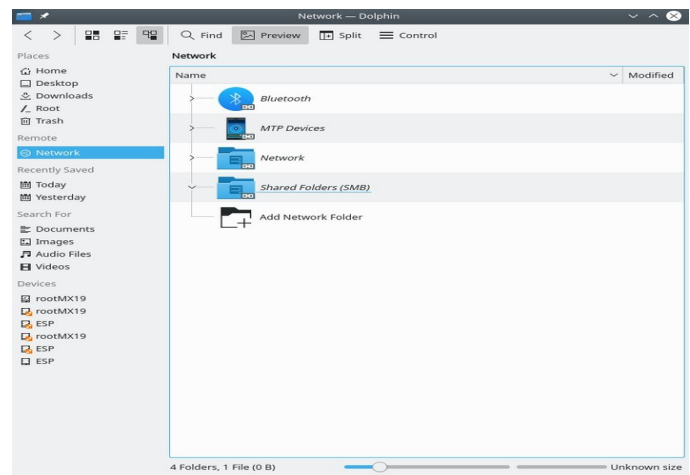 Network — Dolphin
Find Preview Split Control
Places
Home
Desktop
Downloads
Root
Trash
Remote
Network
Recently Saved
Today
Yesterday
Search For
Documents
Images
Audio Files
Videos
Devices
rootMX19
rootMX19
ESP
rootMX19
ESP
ESP
Network
Name Modified
Bluetooth
MTP Devices
Network
Shared Folders (SMB)
Add Network Folder
4 Folders, 1 File (0 B) Unknown size